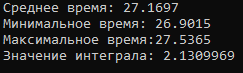 Среднее время: 27.1697
Минимальное время: 26.9015
Максимальное время:27.5365
Значение интеграла: 2.1309969